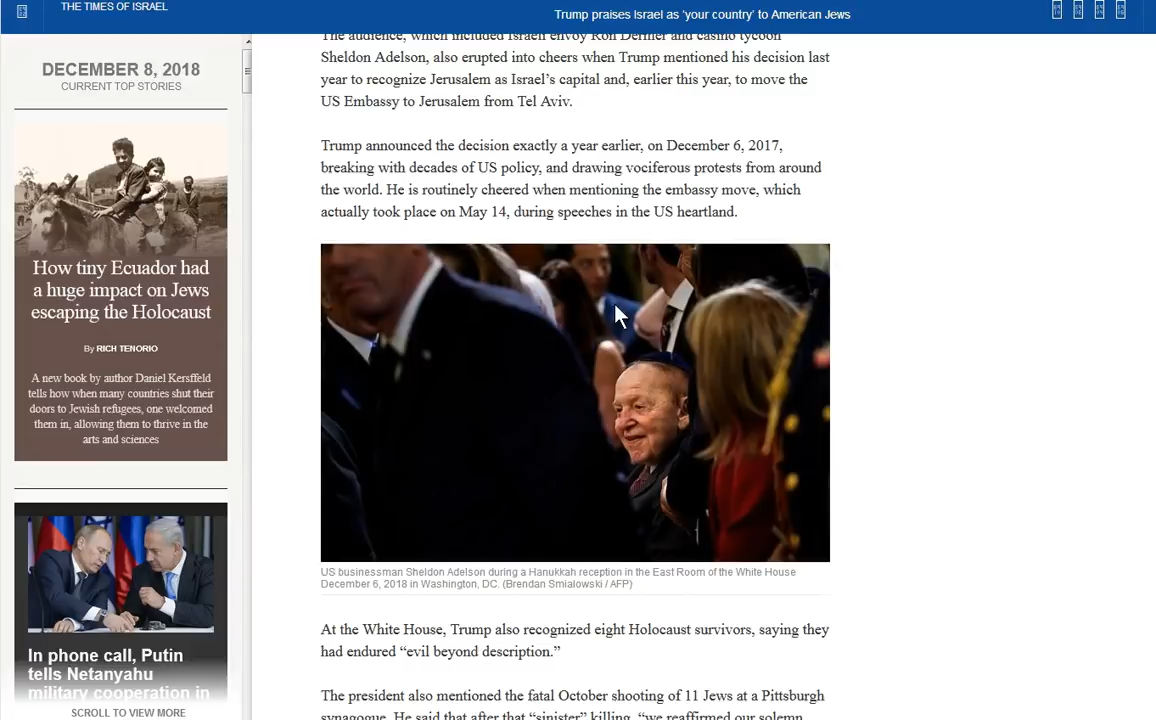 THE TIMES OF ISRAEL
Trump praises Israel as 'your country' to American Jews
DECEMBER 8, 2018
CURRENT TOP STORIES
How tiny Ecuador had
a huge impact on Jews
escaping the Holocaust
By RICH TENORIO
A new book by author Daniel Kersffeld
tells how when many countries shut their
doors to Jewish refugees, one welcomed
them in, allowing them to thrive in the
arts and sciences
In phone call, Putin
tells Netanyahu
military cooperation in
SCROLL TO VIEW MORE
The audience, which included Israeli envoy Ron Dermer and casino tycoon
Sheldon Adelson, also erupted into cheers when Trump mentioned his decision last
year to recognize Jerusalem as Israel's capital and, earlier this year, to move the
US Embassy to Jerusalem from Tel Aviv.
Trump announced the decision exactly a year earlier, on December 6, 2017,
breaking with decades of US policy, and drawing vociferous protests from around
the world. He is routinely cheered when mentioning the embassy move, which
actually took place on May 14, during speeches in the US heartland.
US businessman Sheldon Adelson during a Hanukkah reception in the East Room of the White House
December 6, 2018 in Washington, DC. (Brendan Smialowski / AFP)
At the White House, Trump also recognized eight Holocaust survivors, saying they
had endured “evil beyond description.”
The president also mentioned the fatal October shooting of 11 Jews at a Pittsburgh
synagogue. He said that after that “sinister” killing, “we reaffirmed our solemn